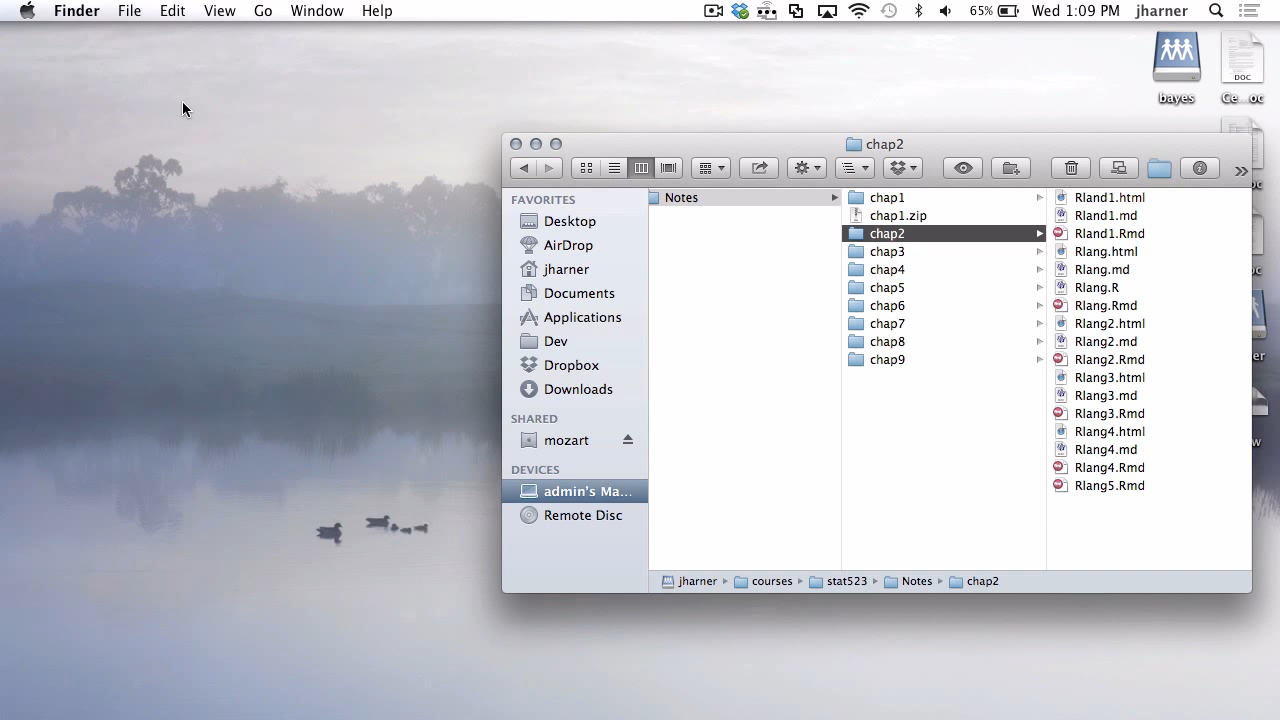 Finder File Edit View Go Window Help 65% Wed 1:09 PM jharner
bayes
DOC
Ce...oc
chap2
FAVORITES
Desktop
AirDrop
jharner
Documents
Applications
Dev
Dropbox
Downloads
SHARED
mozart
DEVICES
admin's Ma...
Remote Disc
Notes
chap1
chap1.zip
chap2
chap3
chap4
chap5
chap6
chap7
chap8
chap9
Rland1.html
Rland1.md
Rland1.Rmd
Rlang.html
Rlang.md
Rlang.R
Rlang.Rmd
Rlang2.html
Rlang2.md
Rlang2.Rmd
Rlang3.html
Rlang3.md
Rlang3.Rmd
Rlang4.html
Rlang4.md
Rlang4.Rmd
Rlang5.Rmd
jharner courses stat523 Notes chap2